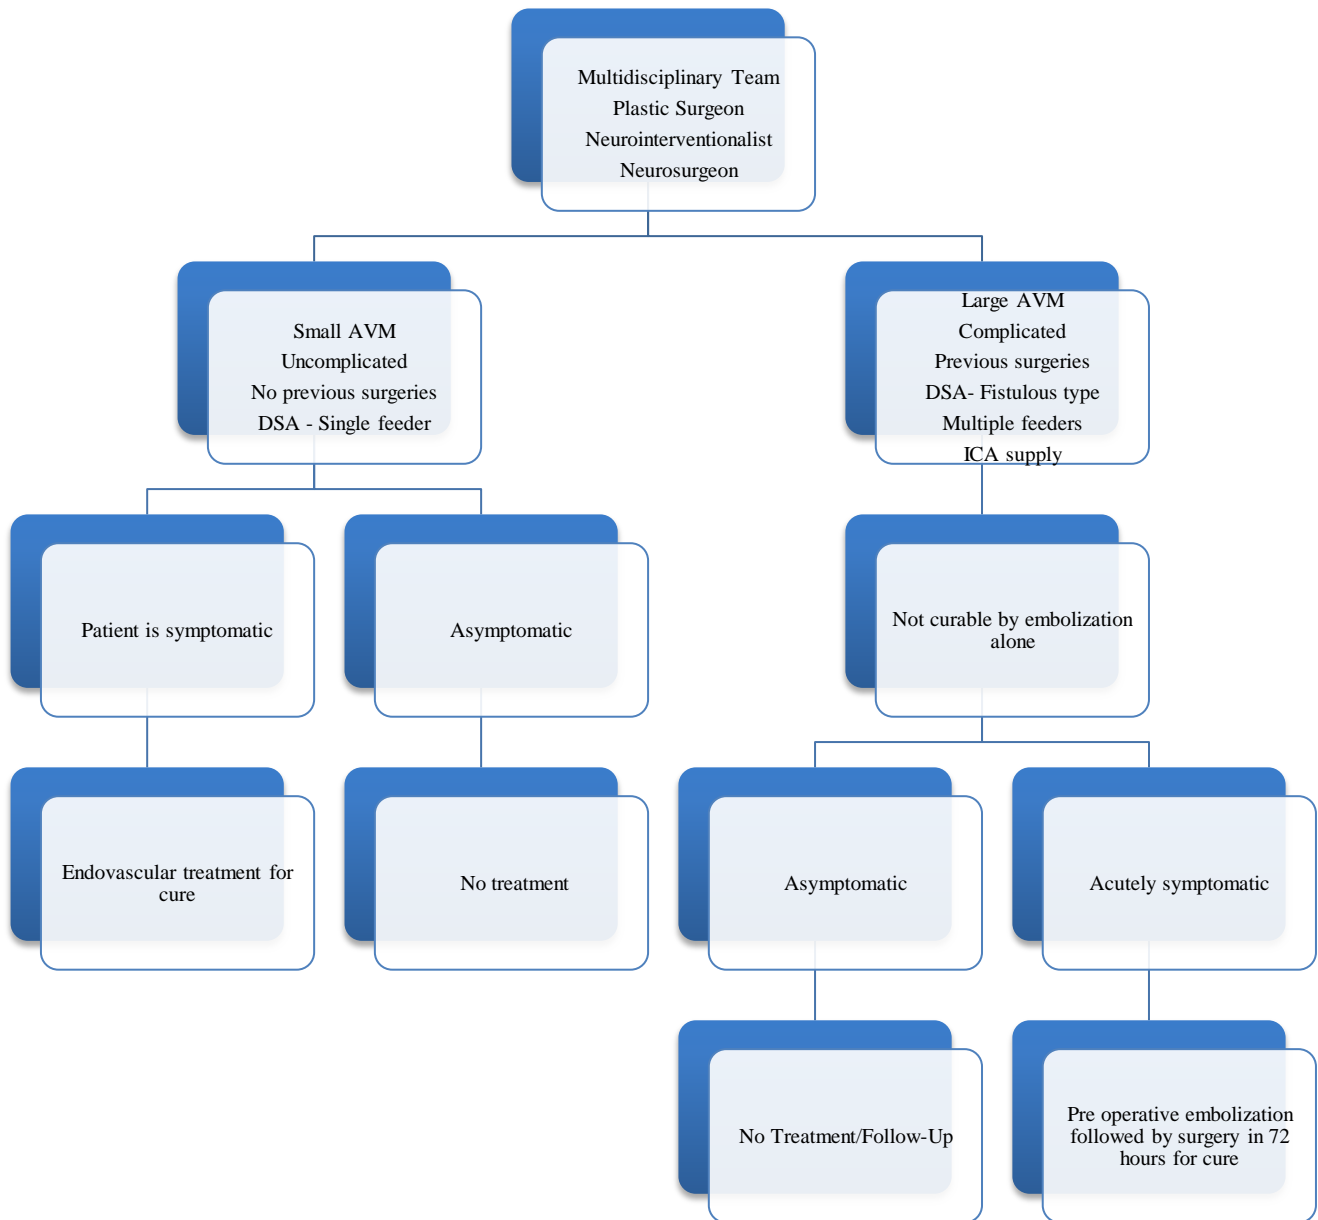 Multidisciplinary Team
Plastic Surgeon
Neurointerventionalist
Neurosurgeon
Small AVM
Uncomplicated
No previous surgeries
DSA - Single feeder
Large AVM
Complicated
Previous surgeries
DSA- Fistulous type
Multiple feeders
ICA supply
Patient is symptomatic
Asymptomatic
Not curable by embolization
alone
Endovascular treatment for
cure
No treatment
Asymptomatic
Acutely symptomatic
No Treatment/Follow-Up
Pre operative embolization
followed by surgery in 72
hours for cure